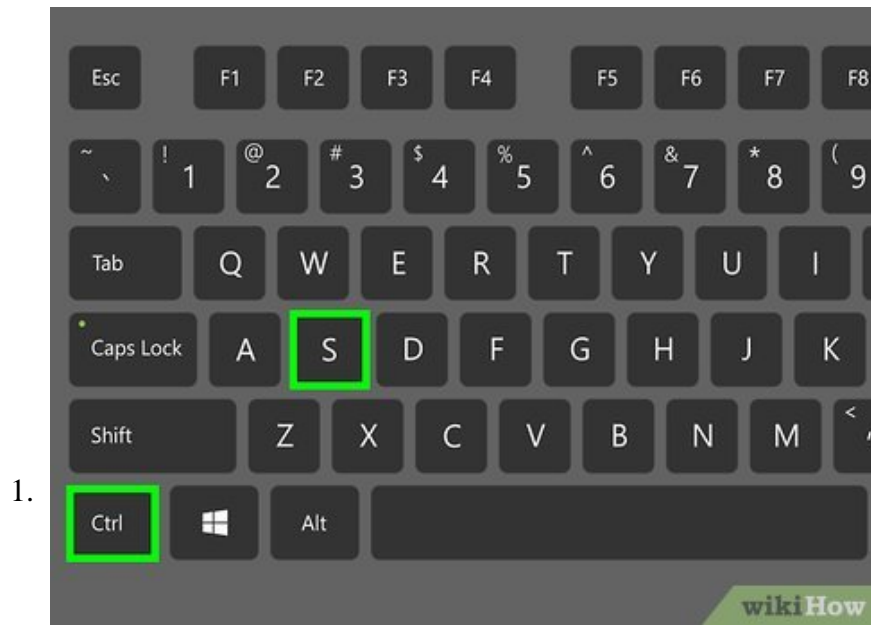 Esc F1 F2 F3 F4 F5 F6 F7 F8
~ ` ! 1 @ 2 # 3 $ 4 % 5 ^ 6 & 7 * 8 ( 9
Tab Q W E R T Y U I
Caps Lock A S D F G H J K
Shift Z X C V B N M <
1.
Ctrl Alt
wikiHow